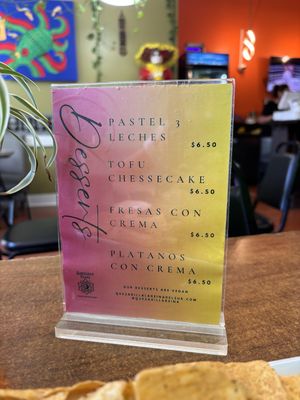 Desserts
PASTEL 3
LECHES
$6.50
TOFU
CHESSECAKE
$6.50
FRESAS CON
CREMA
$6.50
PLATANOS
CON CREMA
$6.50
OUR DESSERTS ARE VEGAN